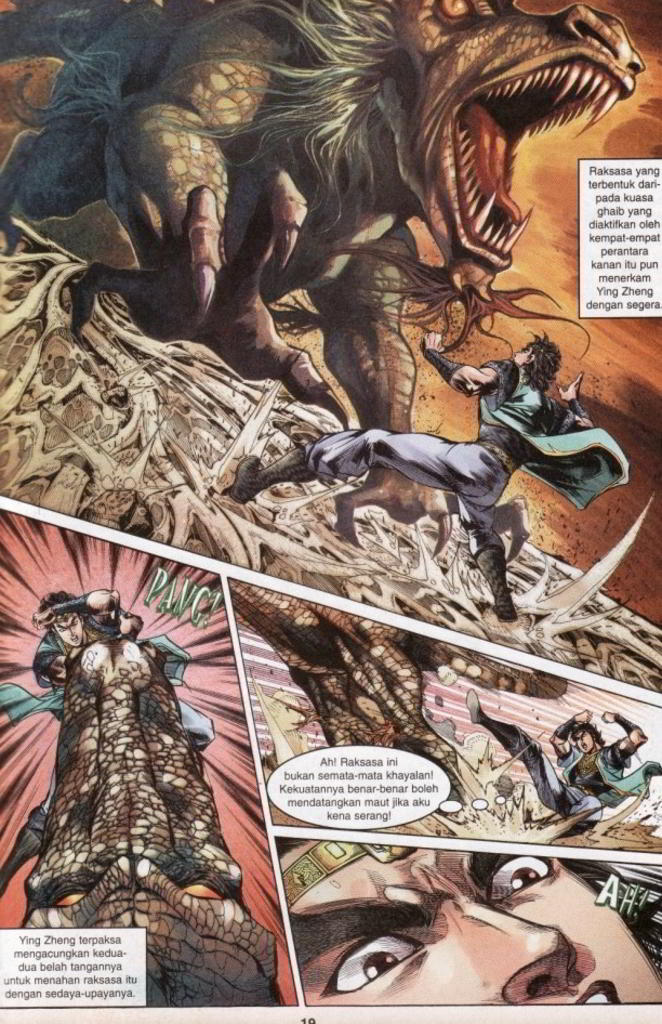 Raksasa yang
terbentuk dari-
pada kuasa
ghaib yang
diaktifkan oleh
kempat-empat
perantara
kanan itu pun
menerkam
Ying Zheng
dengan segera.
PANG!
Ah! Raksasa ini
bukan semata-mata khayalan!
Kekuatannya benar-benar boleh
mendatangkan maut jika aku
kena serang!
Ying Zheng terpaksa
mengacungkan kedua-
dua belah tangannya
untuk menahan raksasa itu
dengan sedaya-upayanya.
AH!
19